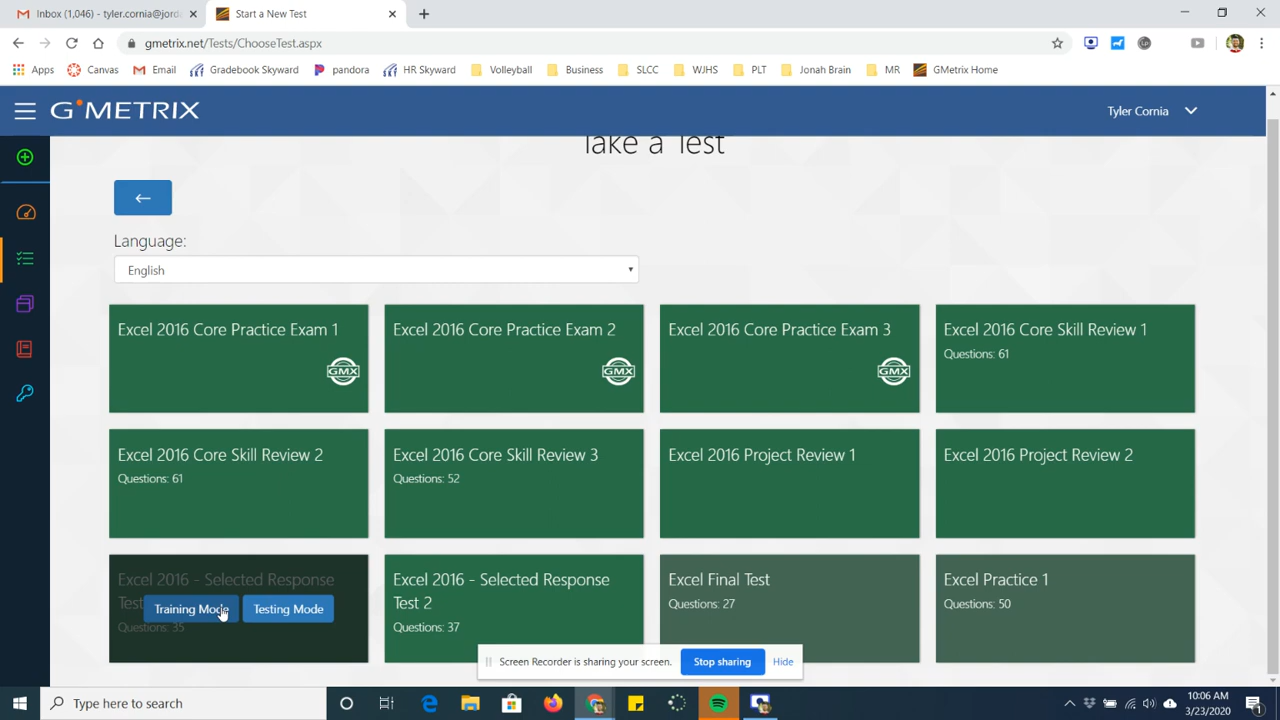 Inbox (1,046) - tyler.cornia@jord
Start a New Test
gmetrix.net/Tests/ChooseTest.aspx
Apps Canvas Email Gradebook Skyward pandora HR Skyward Volleyball Business SLCC WJHS PLT Jonah Brain MR GMetrix Home
G*METRIX
Tyler Cornia
Take a Test
Language:
English
Excel 2016 Core Practice Exam 1
GMX
Excel 2016 Core Practice Exam 2
GMX
Excel 2016 Core Practice Exam 3
GMX
Excel 2016 Core Skill Review 1
Questions: 61
Excel 2016 Core Skill Review 2
Questions: 61
Excel 2016 Core Skill Review 3
Questions: 52
Excel 2016 Project Review 1
Excel 2016 Project Review 2
Excel 2016 - Selected Response
Test
Training Mode Testing Mode
Questions: 35
Excel 2016 - Selected Response
Test 2
Questions: 37
Excel Final Test
Questions: 27
Excel Practice 1
Questions: 50
Screen Recorder is sharing your screen. Stop sharing Hide
Type here to search
10:06 AM
3/23/2020
1